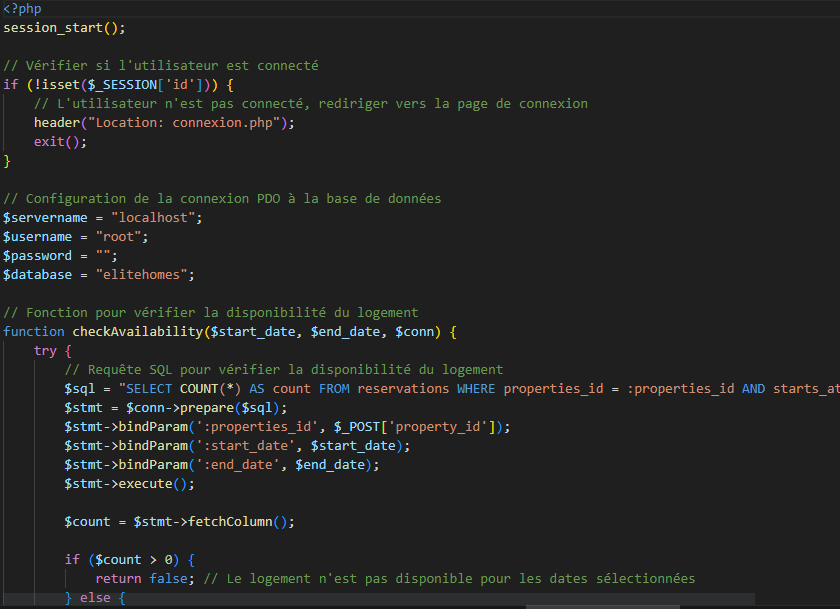 <?php
session_start();
// Vérifier si l'utilisateur est connecté
if (!isset($_SESSION['id'])) {
// L'utilisateur n'est pas connecté, rediriger vers la page de connexion
header("Location: connexion.php");
exit();
}
// Configuration de la connexion PDO à la base de données
$servername = "localhost";
$username = "root";
$password = "";
$database = "elitehomes";
// Fonction pour vérifier la disponibilité du logement
function checkAvailability($start_date, $end_date, $conn) {
try {
// Requête SQL pour vérifier la disponibilité du logement
$sql = "SELECT COUNT(*) AS count FROM reservations WHERE properties_id = :properties_id AND starts_at
$stmt = $conn->prepare($sql);
$stmt->bindParam(':properties_id', $_POST['property_id']);
$stmt->bindParam(':start_date', $start_date);
$stmt->bindParam(':end_date', $end_date);
$stmt->execute();
$count = $stmt->fetchColumn();
if ($count > 0) {
return false; // Le logement n'est pas disponible pour les dates sélectionnées
} else {